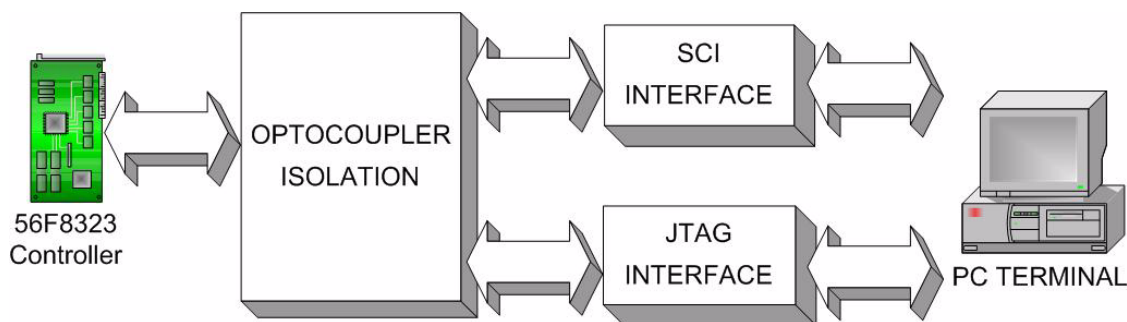 56F8323
Controller
OPTOCOUPLER
ISOLATION
SCI
INTERFACE
JTAG
INTERFACE
PC TERMINAL